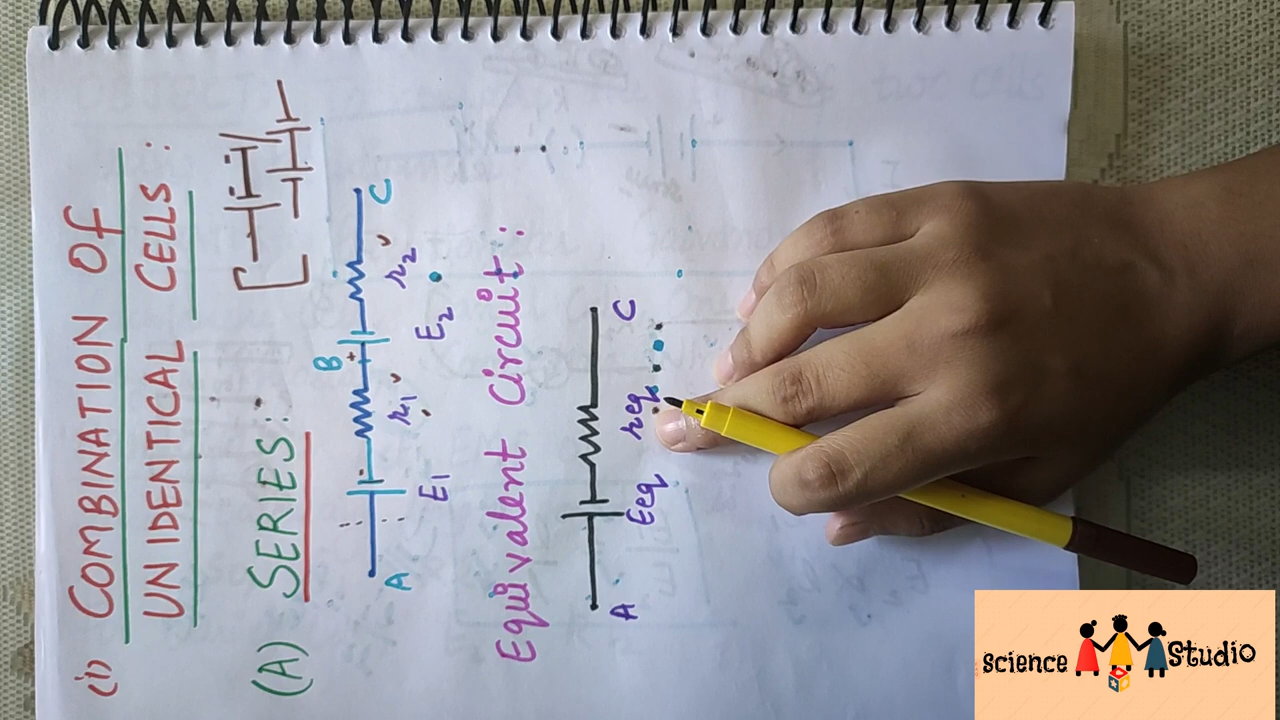 (i) COMBINATION Of
UNIDENTICAL CELLS:
(A) SERIES:
B
A C
E1 r1 E2 r2
Equivalent Circuit:
A Eeq req C
Science Studio